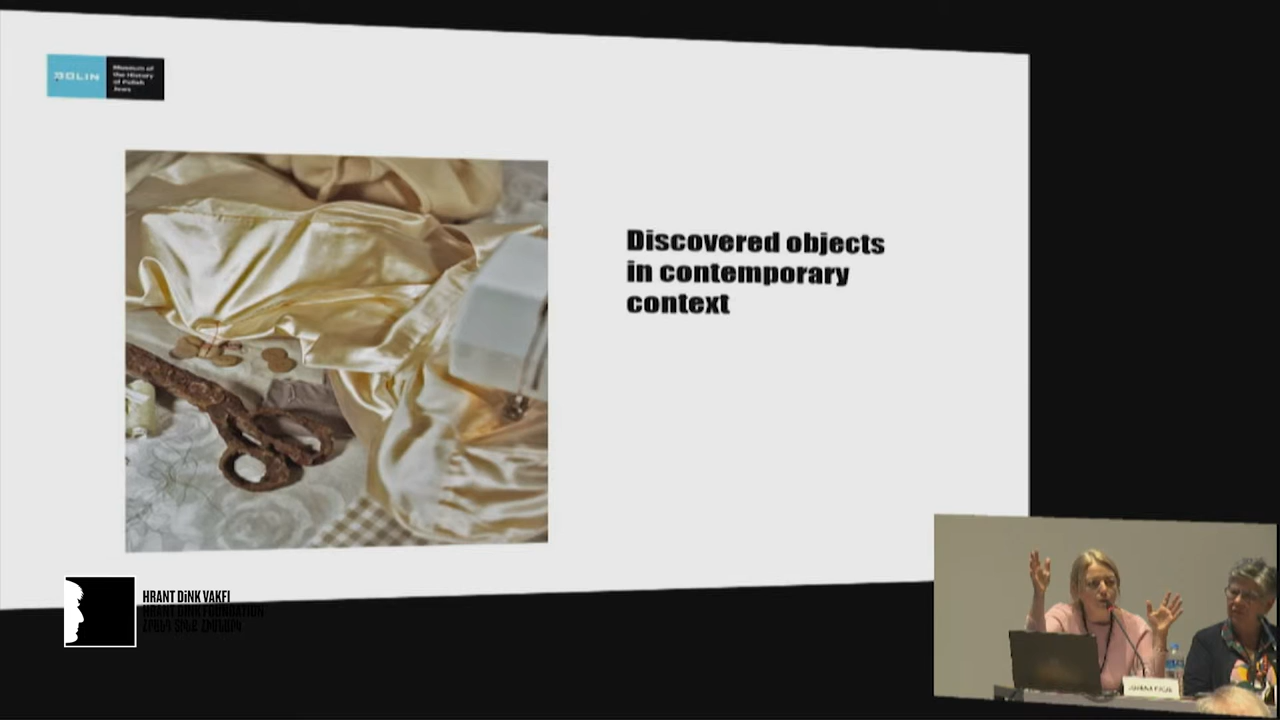 POLIN
Museum of
the History
of Polish
Jews
Discovered objects
in contemporary
context
HRANT DiNK VAKFI
HRANT DINK FOUNDATION